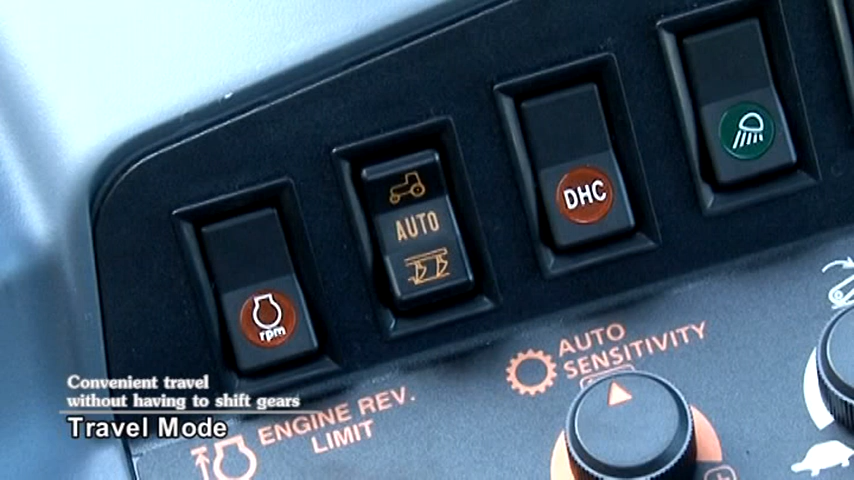 AUTO
DHC
rpm
AUTO
SENSITIVITY
ENGINE REV.
LIMIT
Convenient travel
without having to shift gears
Travel Mode